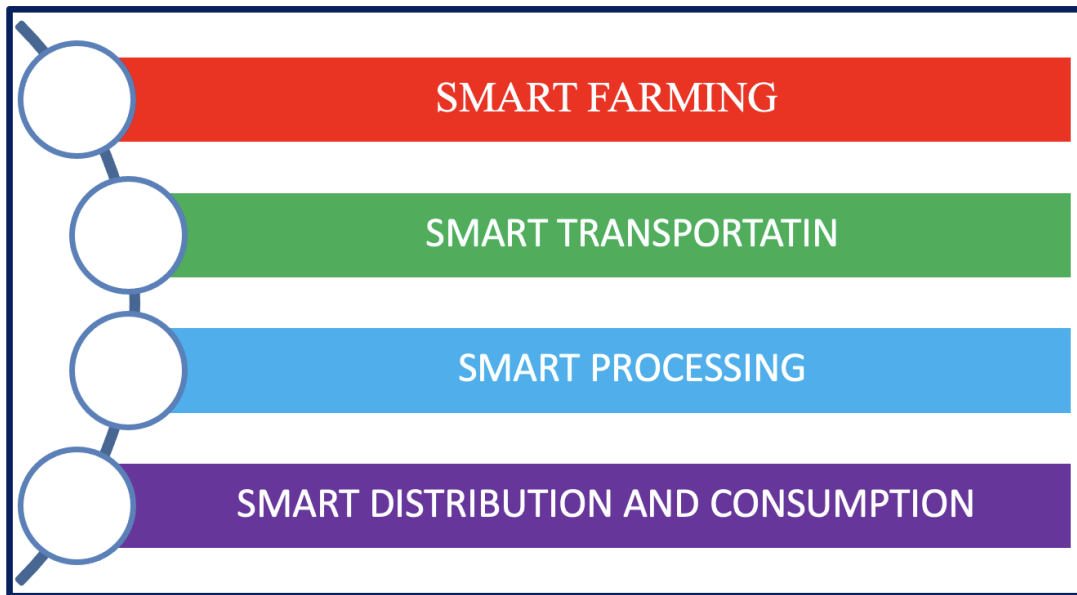 SMART FARMING
SMART TRANSPORTATIN
SMART PROCESSING
SMART DISTRIBUTION AND CONSUMPTION